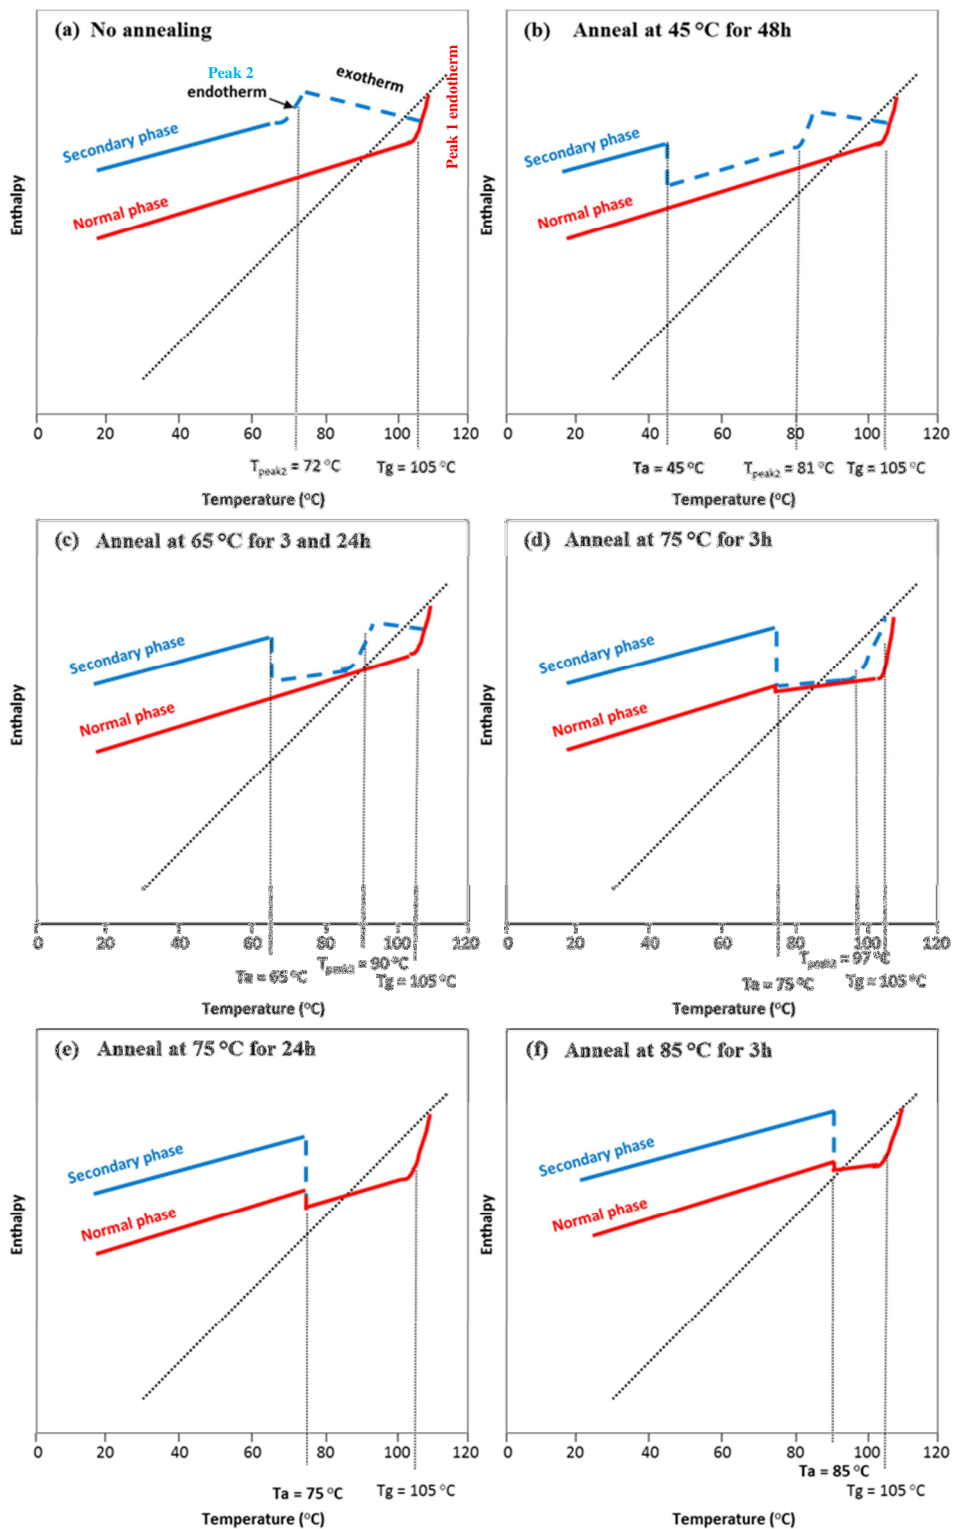 (a) No annealing
Peak 2
endotherm
exotherm
Peak 1 endotherm
Secondary phase
Normal phase
Enthalpy
0 20 40 60 80 100 120
Tpeak2 = 72 °C Tg = 105 °C
Temperature (°C)
(b) Anneal at 45 °C for 48h
Secondary phase
Normal phase
Enthalpy
0 20 40 60 80 100 120
Ta = 45 °C Tpeak2 = 81 °C Tg = 105 °C
Temperature (°C)
(c) Anneal at 65 °C for 3 and 24h
Secondary phase
Normal phase
Enthalpy
0 20 40 60 80 100 120
Tpeak2 = 90 °C
Ta = 65 °C Tg = 105 °C
Temperature (°C)
(d) Anneal at 75 °C for 3h
Secondary phase
Normal phase
Enthalpy
0 20 40 60 80 100 120
Tpeak2 = 97 °C
Ta = 75 °C Tg = 105 °C
Temperature (°C)
(e) Anneal at 75 °C for 24h
Secondary phase
Normal phase
Enthalpy
0 20 40 60 80 100 120
Ta = 75 °C Tg = 105 °C
Temperature (°C)
(f) Anneal at 85 °C for 3h
Secondary phase
Normal phase
Enthalpy
0 20 40 60 80 100 120
Ta = 85 °C
Tg = 105 °C
Temperature (°C)